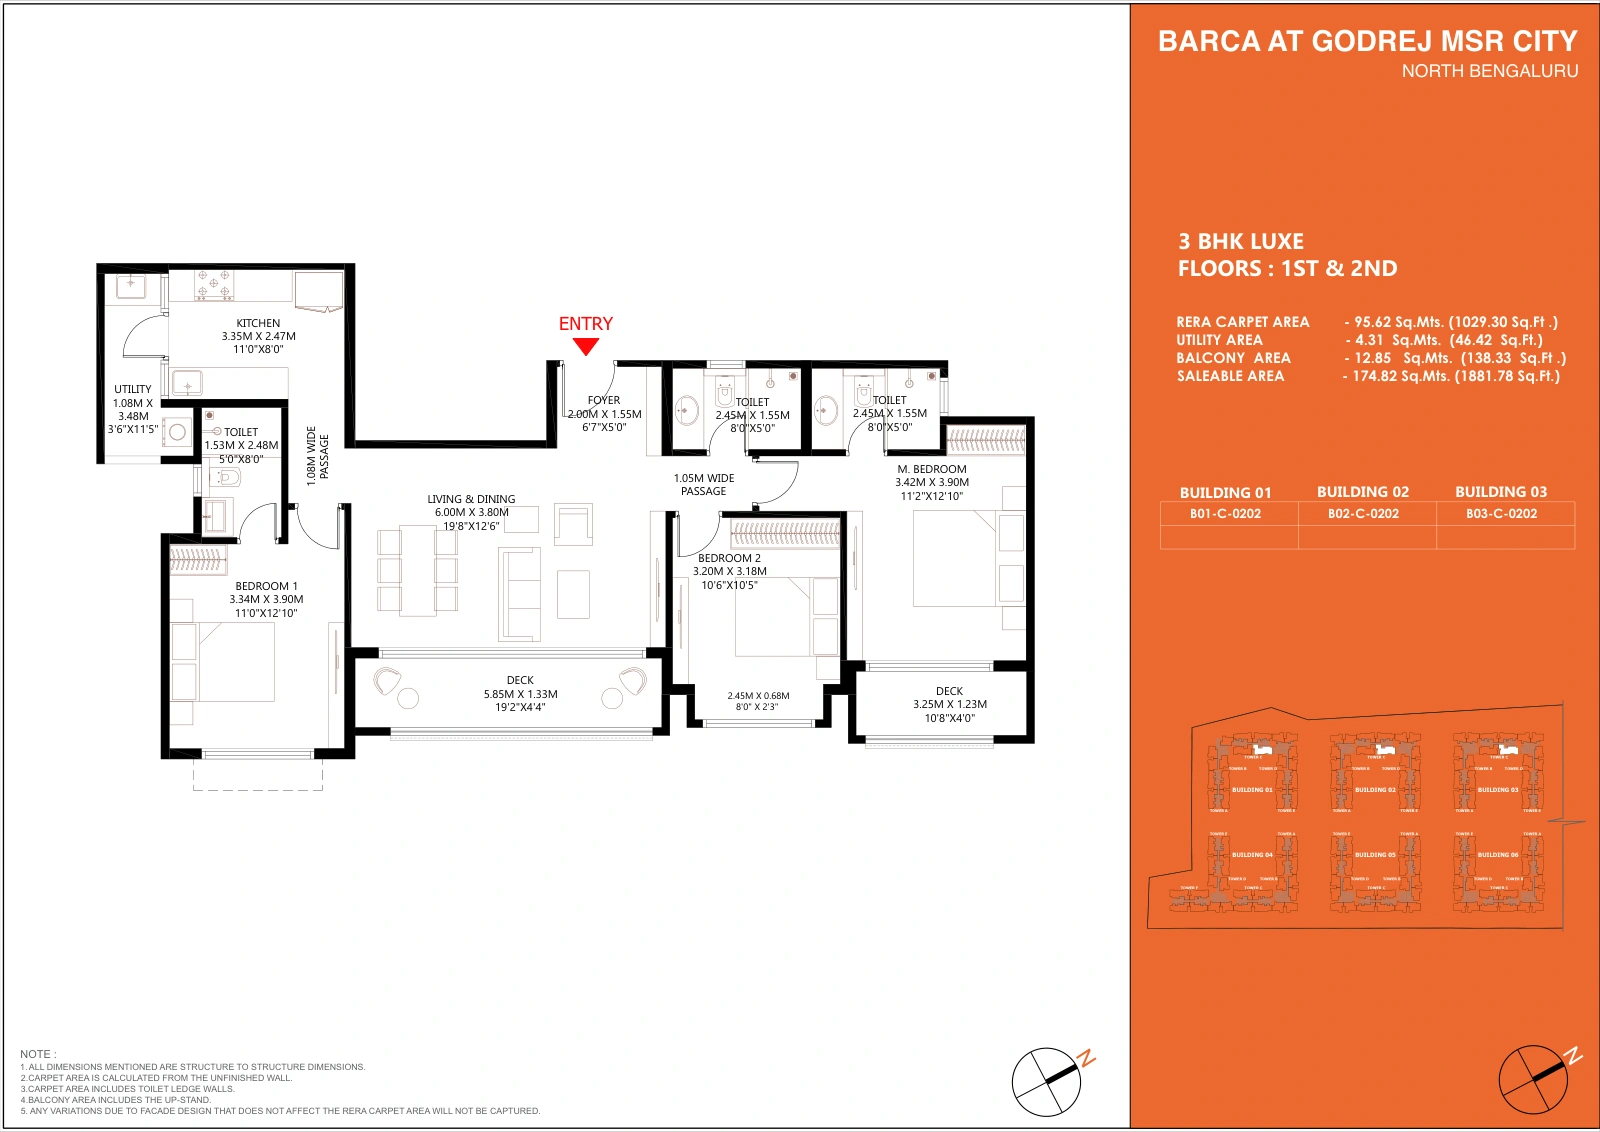 BARCA AT GODREJ MSR CITY
NORTH BENGALURU
3 BHK LUXE
FLOORS : 1ST & 2ND
RERA CARPET AREA - 95.62 Sq.Mts. (1029.30 Sq.Ft .)
UTILITY AREA - 4.31 Sq.Mts. (46.42 Sq.Ft.)
BALCONY AREA - 12.85 Sq.Mts. (138.33 Sq.Ft .)
SALEABLE AREA - 174.82 Sq.Mts. (1881.78 Sq.Ft.)
BUILDING 01 BUILDING 02 BUILDING 03
B01-C-0202 B02-C-0202 B03-C-0202
ENTRY
KITCHEN
3.35M X 2.47M
11'0"X8'0"
UTILITY
1.08M X
3.48M
3'6"X11'5"
TOILET
1.53M X 2.48M
5'0"X8'0"
1.08M WIDE
PASSAGE
FOYER
2.00M X 1.55M
6'7"X5'0"
TOILET
2.45M X 1.55M
8'0"X5'0"
TOILET
2.45M X 1.55M
8'0"X5'0"
LIVING & DINING
6.00M X 3.80M
19'8"X12'6"
1.05M WIDE
PASSAGE
M. BEDROOM
3.42M X 3.90M
11'2"X12'10"
BEDROOM 1
3.34M X 3.90M
11'0"X12'10"
BEDROOM 2
3.20M X 3.18M
10'6"X10'5"
DECK
5.85M X 1.33M
19'2"X4'4"
2.45M X 0.68M
8'0" X 2'3"
DECK
3.25M X 1.23M
10'8"X4'0"
TOWER C TOWER C TOWER C
TOWER B TOWER D TOWER B TOWER D TOWER B TOWER D
BUILDING 01 BUILDING 02 BUILDING 03
BUILDING 04 BUILDING 05 BUILDING 06
TOWER F TOWER C TOWER C TOWER C
NOTE :
1. ALL DIMENSIONS MENTIONED ARE STRUCTURE TO STRUCTURE DIMENSIONS.
2.CARPET AREA IS CALCULATED FROM THE UNFINISHED WALL.
3.CARPET AREA INCLUDES TOILET LEDGE WALLS.
4.BALCONY AREA INCLUDES THE UP-STAND.
5. ANY VARIATIONS DUE TO FACADE DESIGN THAT DOES NOT AFFECT THE RERA CARPET AREA WILL NOT BE CAPTURED.
N
N